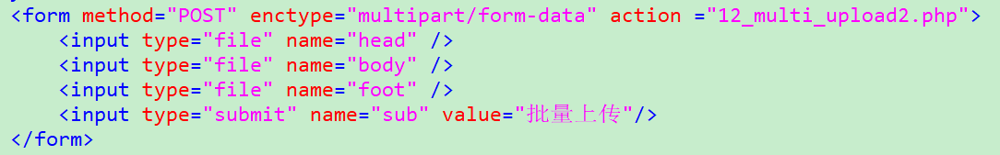 <form method="POST" enctype="multipart/form-data" action ="12_multi_upload2.php">
    <input type="file" name="head" />
    <input type="file" name="body" />
    <input type="file" name="foot" />
    <input type="submit" name="sub" value="批量上传"/>
</form>